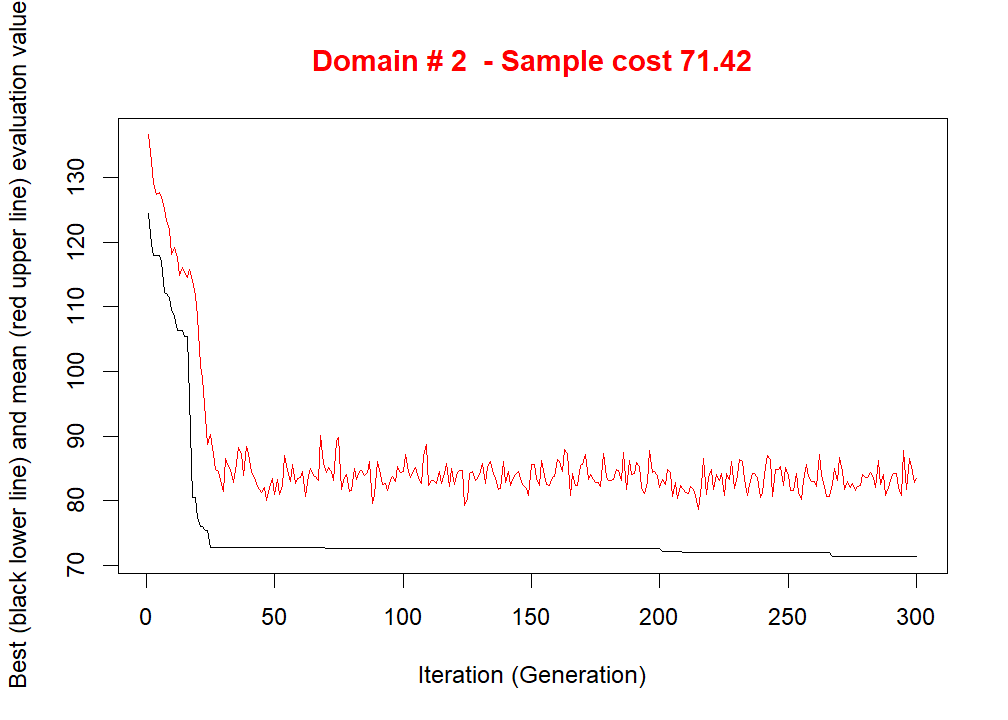 Domain # 2  - Sample cost 71.42
Best (black lower line) and mean (red upper line) evaluation value
130
120
110
100
90
80
70
0 50 100 150 200 250 300
Iteration (Generation)